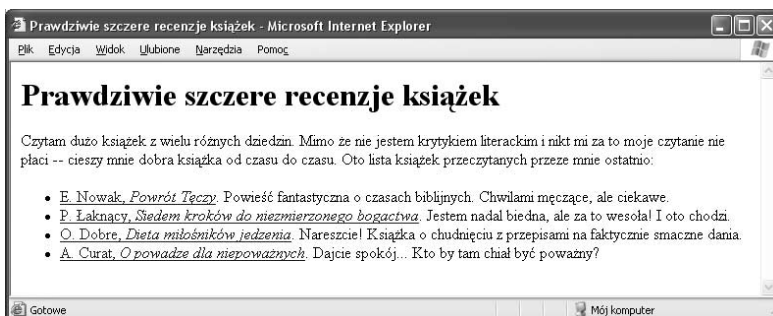 Prawdziwie szczere recenzje książek - Microsoft Internet Explorer
Plik Edycja Widok Ulubione Narzędzia Pomoc
Prawdziwie szczere recenzje książek
Czytam dużo książek z wielu różnych dziedzin. Mimo że nie jestem krytykiem literackim i nikt mi za to moje czytanie nie
płaci -- cieszy mnie dobra książka od czasu do czasu. Oto lista książek przeczytanych przeze mnie ostatnio:
• E. Nowak, Powrót Tęczy. Powieść fantastyczna o czasach biblijnych. Chwilami męczące, ale ciekawe.
• P. Łaknący, Siedem kroków do niezmierzonego bogactwa. Jestem nadal biedna, ale za to wesoła! I oto chodzi.
• O. Dobre, Dieta miłośników jedzenia. Nareszcie! Książka o chudnięciu z przepisami na faktycznie smaczne dania.
• A. Curat, O powadze dla niepoważnych. Dajcie spokój... Kto by tam chiał być poważny?
Gotowe Mój komputer